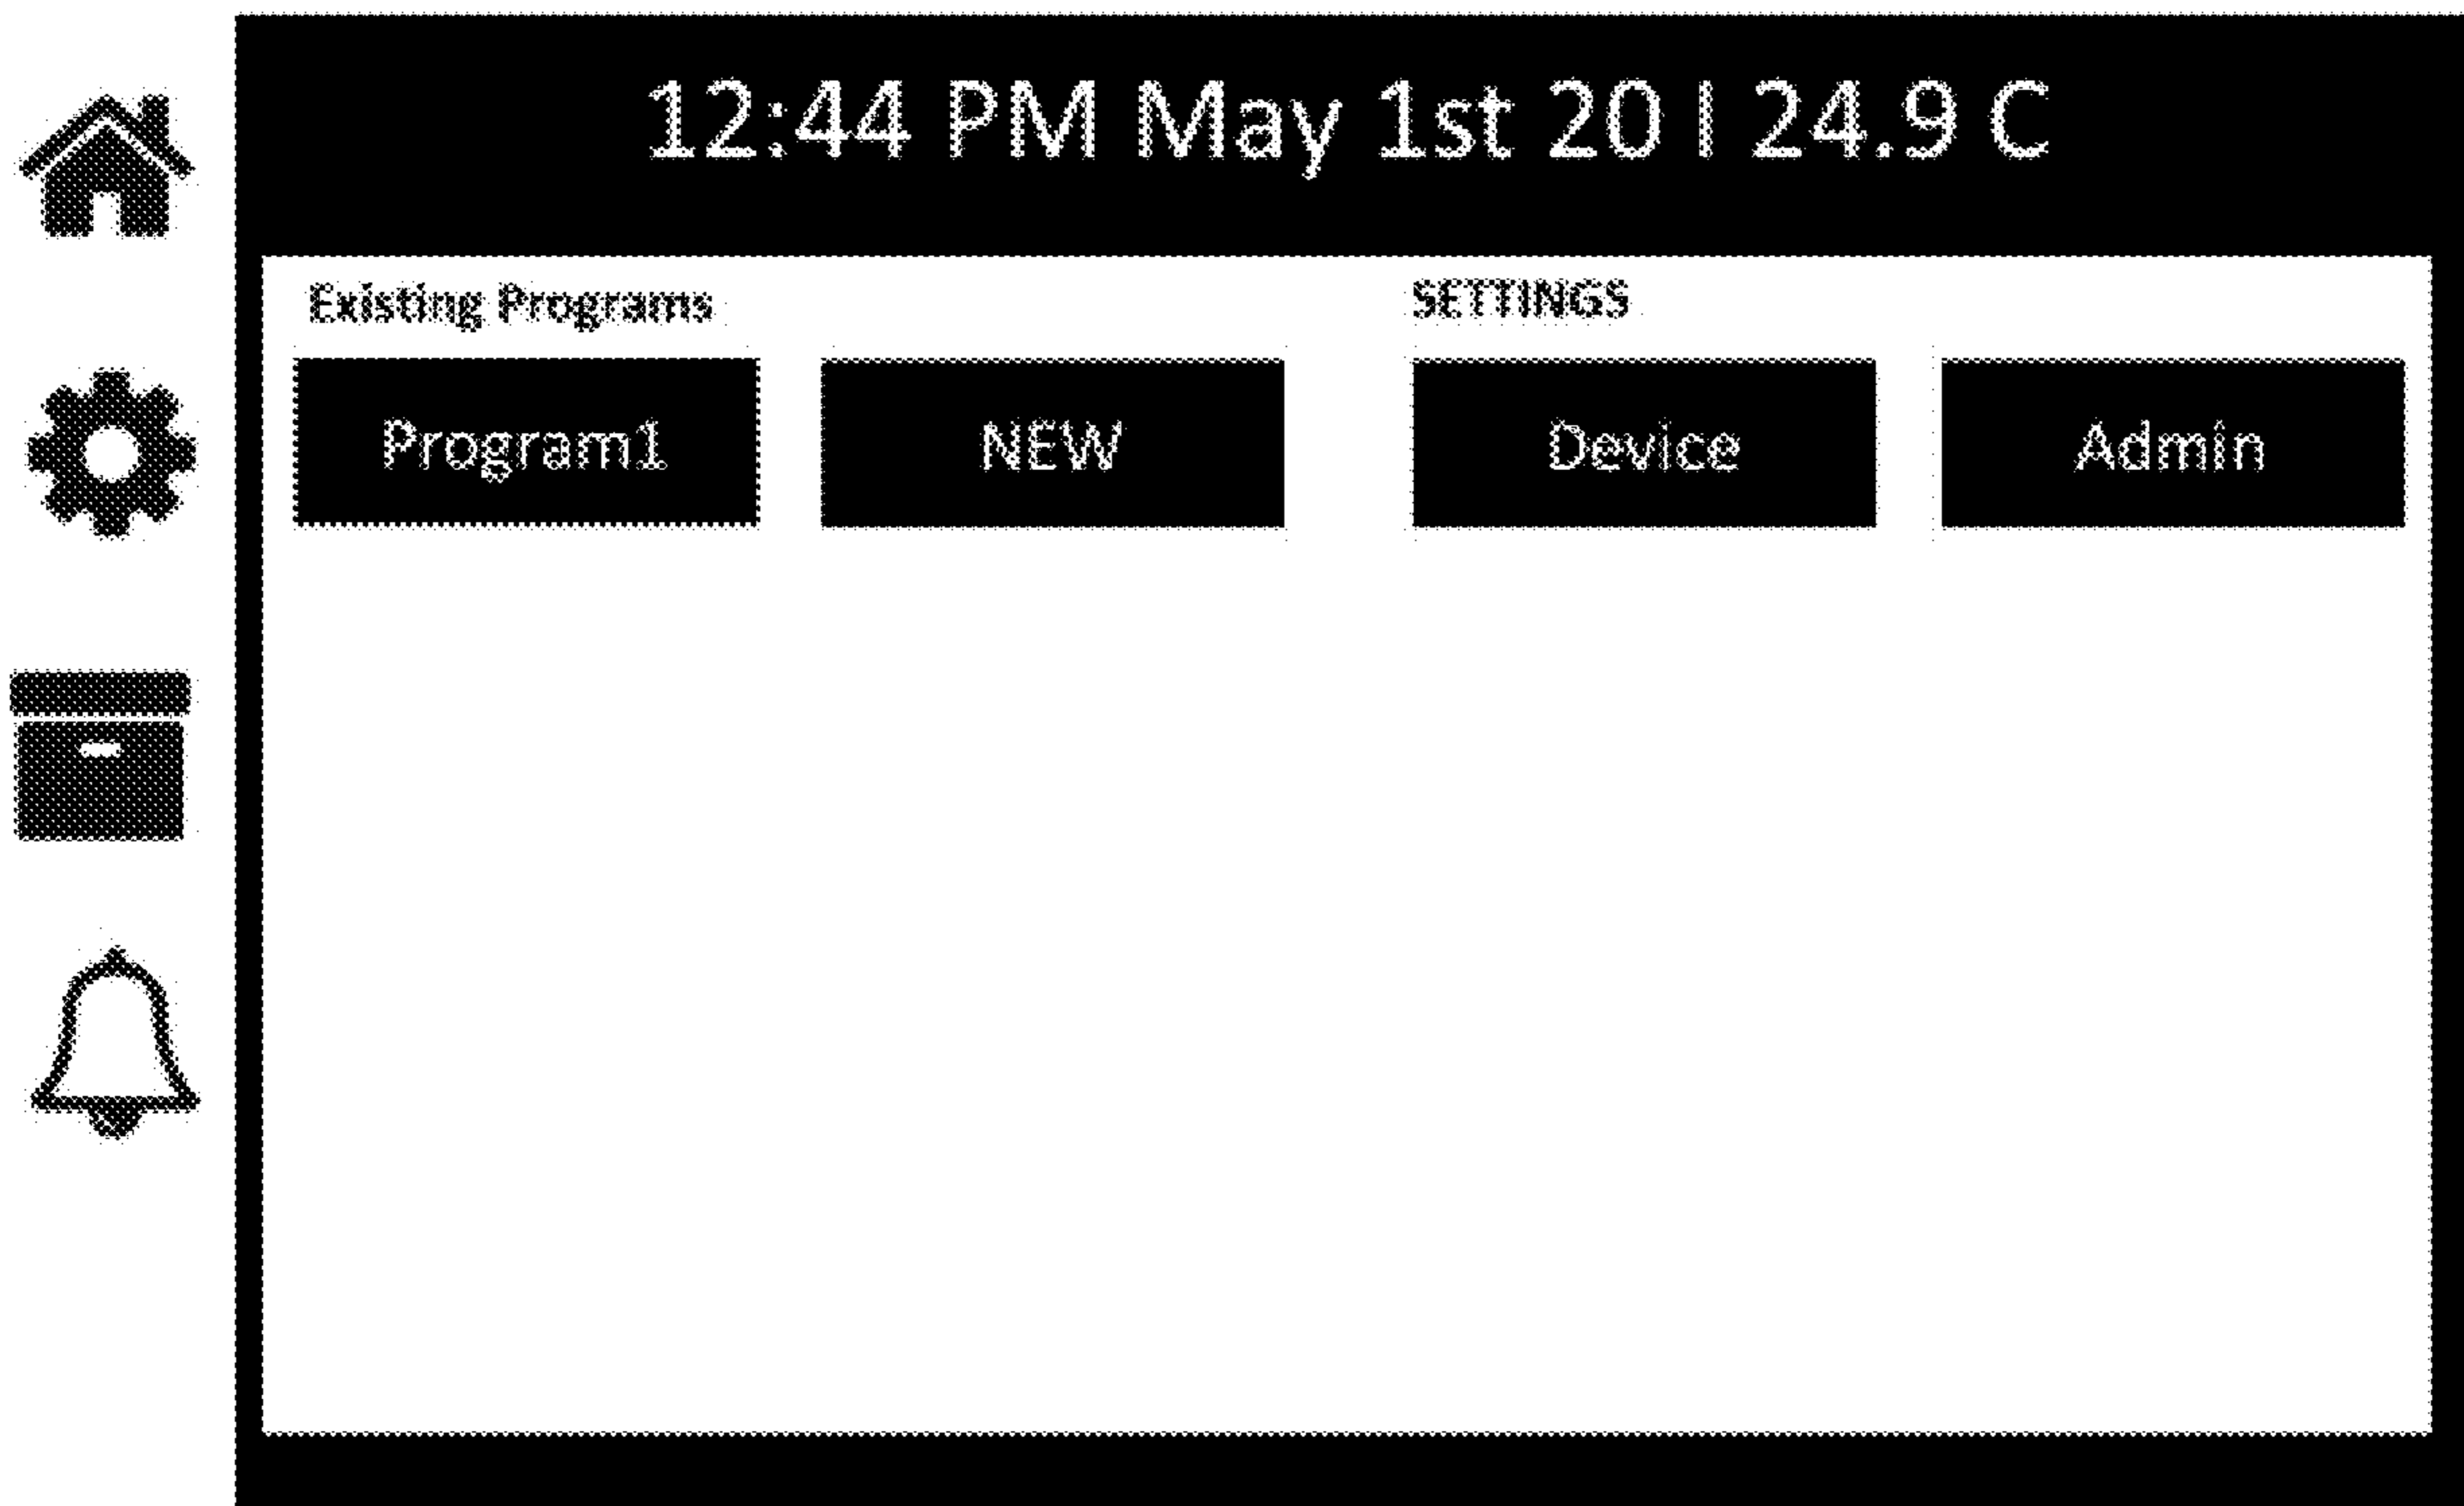 12:44 PM May 1st 20 I 24.9 C
Existing Programs
SETTINGS
Program1
NEW
Device
Admin